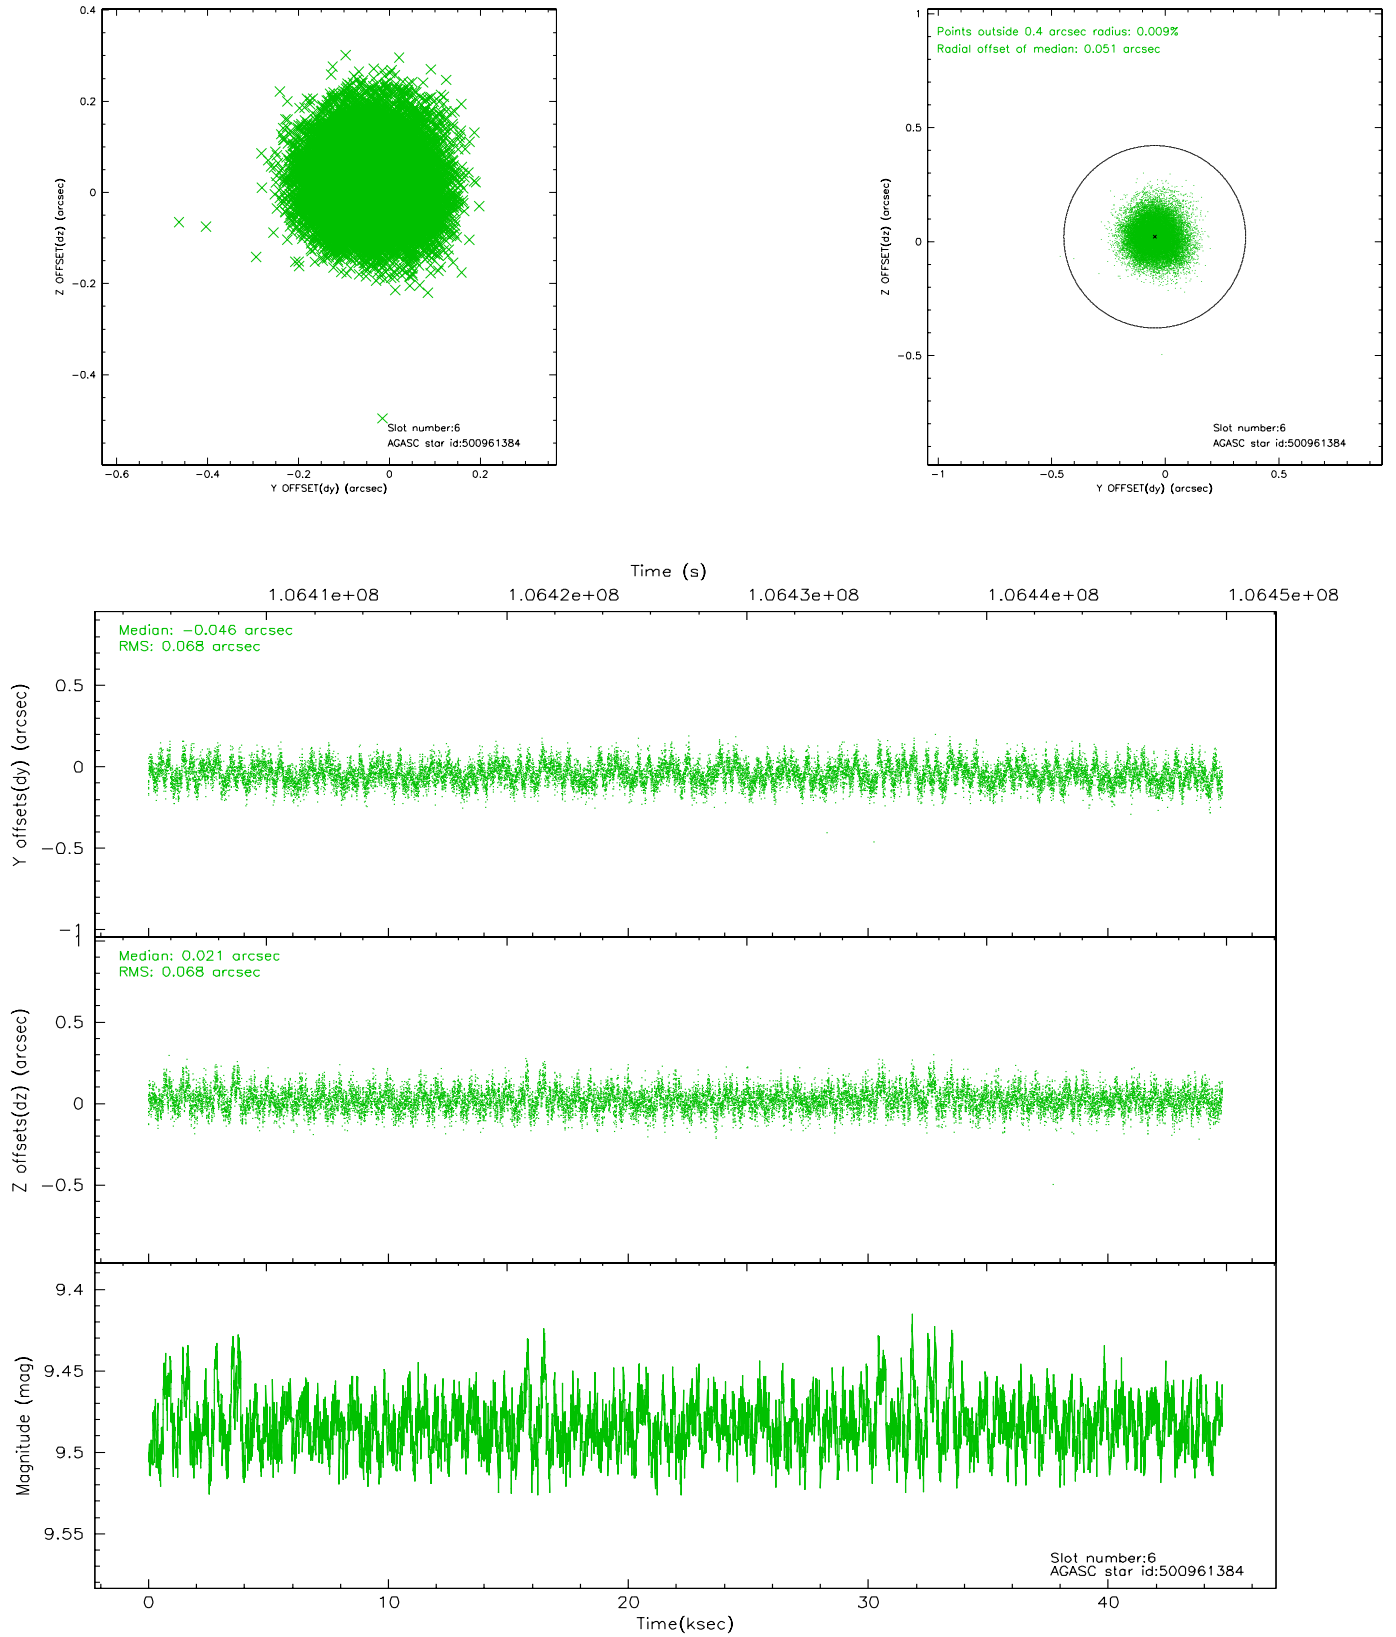 0.4
0.2
0
-0.2
-0.4
Z OFFSET(dz) (arcsec)
Slot number:6
AGASC star id:500961384
-0.6 -0.4 -0.2 0 0.2
Y OFFSET(dy) (arcsec)
Points outside 0.4 arcsec radius: 0.009%
Radial offset of median: 0.051 arcsec
1
0.5
0
-0.5
Z OFFSET(dz) (arcsec)
Slot number:6
AGASC star id:500961384
-1 -0.5 0 0.5
Y OFFSET(dy) (arcsec)
Time (s)
1.0641e+08 1.0642e+08 1.0643e+08 1.0644e+08 1.0645e+08
Median: -0.046 arcsec
RMS: 0.068 arcsec
0.5
0
-0.5
-1
Y offsets(dy) (arcsec)
1
Median: 0.021 arcsec
RMS: 0.068 arcsec
0.5
0
-0.5
Z offsets(dz) (arcsec)
9.4
9.45
9.5
9.55
Magnitude (mag)
Slot number:6
AGASC star id:500961384
0 10 20 30 40
Time(ksec)